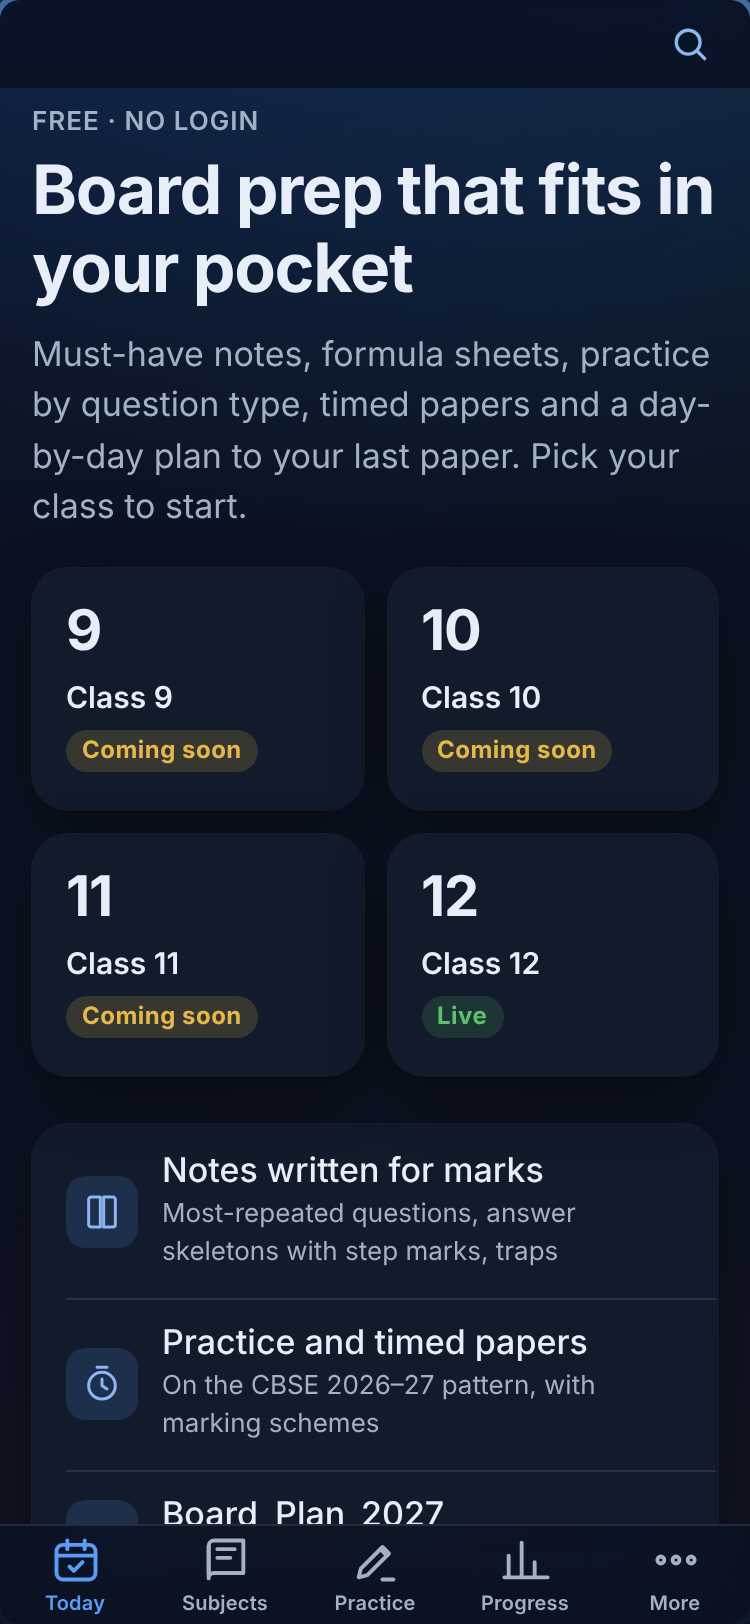 FREE · NO LOGIN
Board prep that fits in
your pocket
Must-have notes, formula sheets, practice
by question type, timed papers and a day-
by-day plan to your last paper. Pick your
class to start.
9
Class 9
Coming soon
10
Class 10
Coming soon
11
Class 11
Coming soon
12
Class 12
Live
Notes written for marks
Most-repeated questions, answer
skeletons with step marks, traps
Practice and timed papers
On the CBSE 2026–27 pattern, with
marking schemes
Board Plan 2027
Today
Subjects
Practice
Progress
More